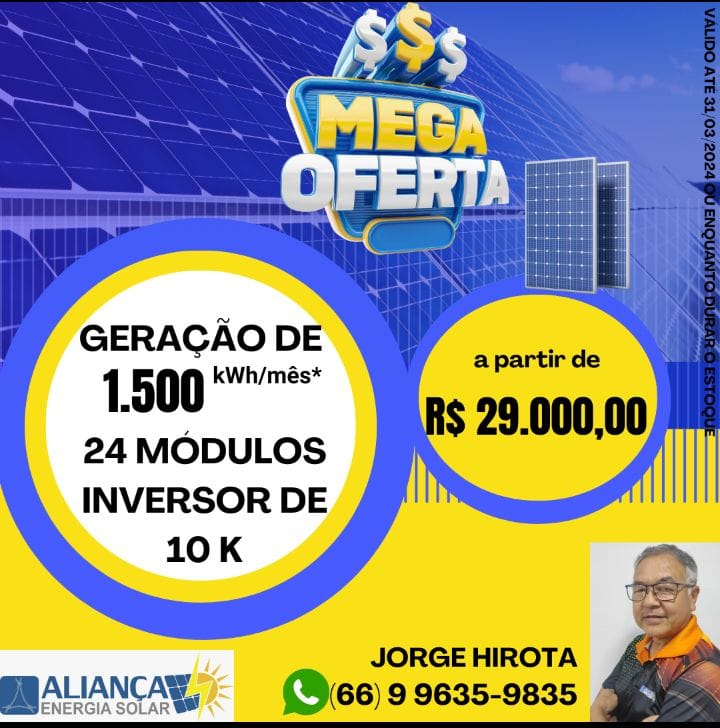 $ $ $
MEGA
OFERTA
VALIDO ATÉ 31/03/2024 OU ENQUANTO DURAR O ESTOQUE
GERAÇÃO DE
1.500 kWh/mês*
24 MÓDULOS
INVERSOR DE
10 K
a partir de
R$ 29.000,00
JORGE HIROTA
(66) 9 9635-9835
ALIANÇA
ENERGIA SOLAR